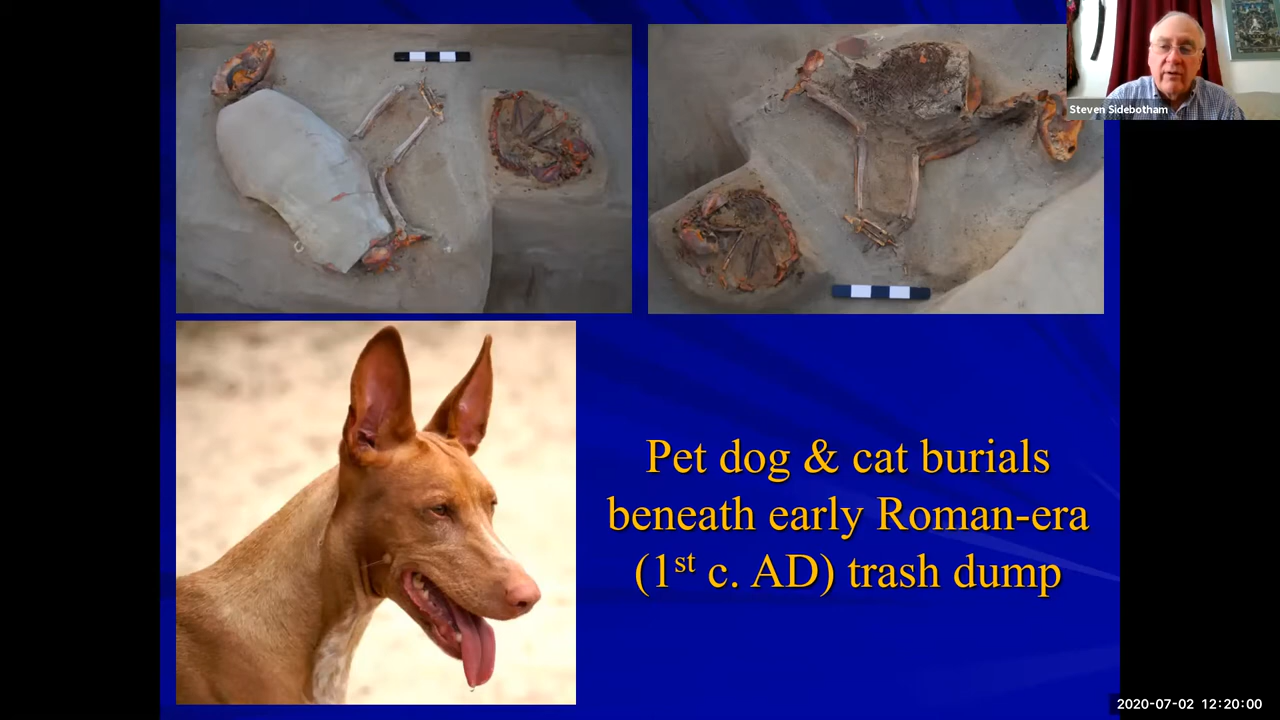 Steven Sidebotham
Pet dog & cat burials
beneath early Roman-era
(1st c. AD) trash dump
2020-07-02 12:20:00